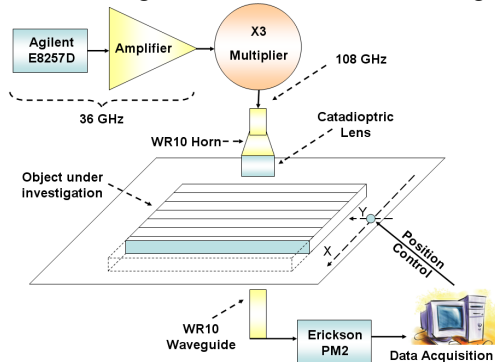 Agilent
E8257D
Amplifier
X3
Multiplier
36 GHz
108 GHz
WR10 Horn
Catadioptric
Lens
Object under
investigation
Y
X
Position
Control
WR10
Waveguide
Erickson
PM2
Data Acquisition